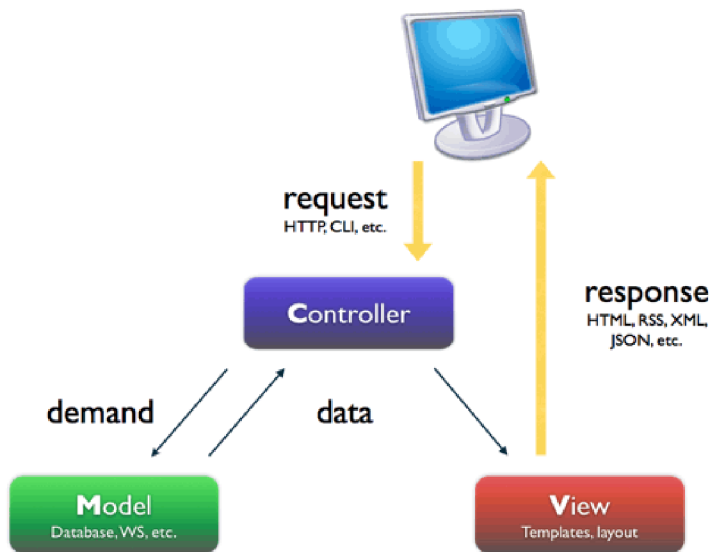 request
HTTP, CLI, etc.
Controller
response
HTML, RSS, XML,
JSON, etc.
demand
data
Model
Database, WS, etc.
View
Templates, layout